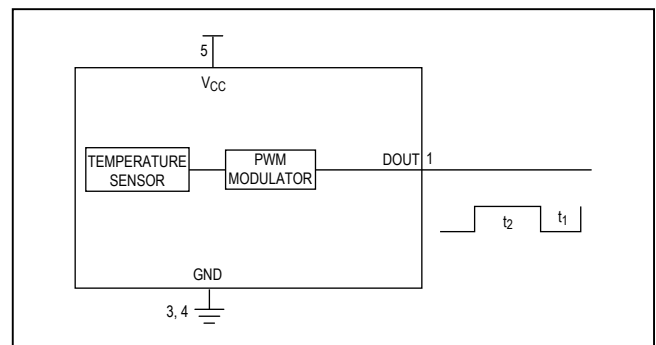 5
VCC
TEMPERATURE
SENSOR
PWM
MODULATOR
DOUT 1
t2
t1
GND
3, 4